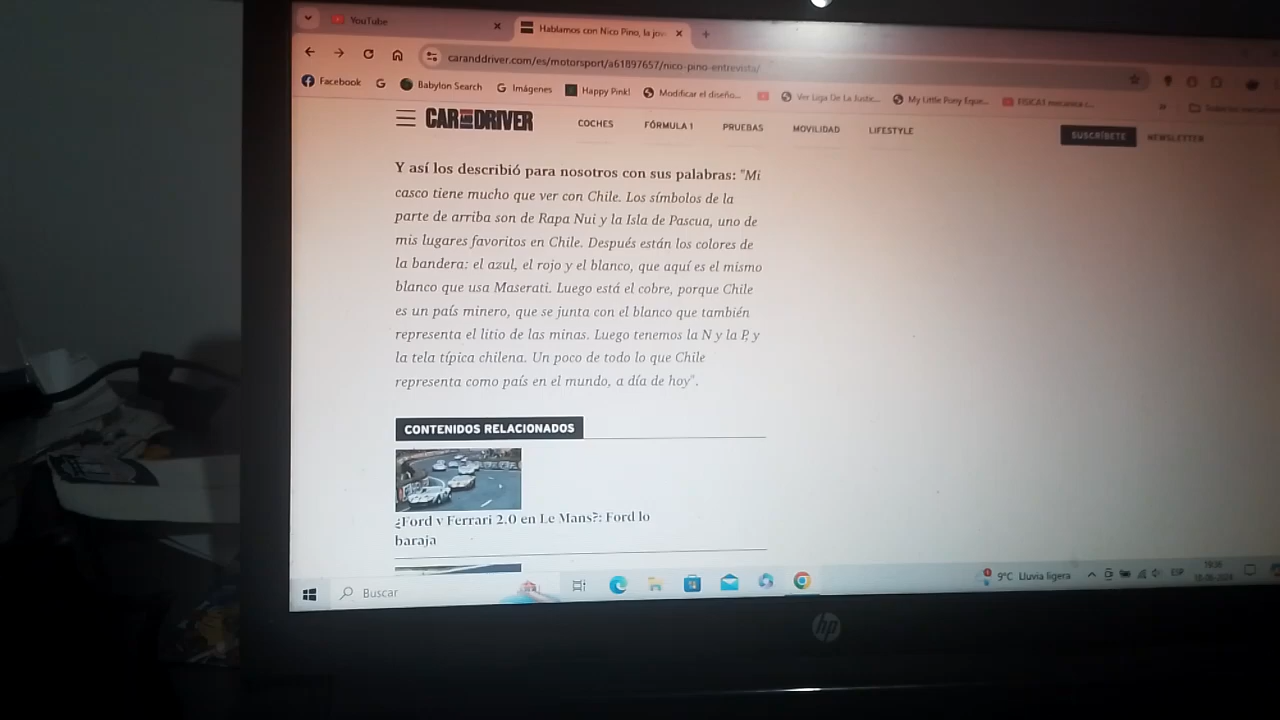 YouTube
Hablamos con Nico Pino, la jov
caranddriver.com/es/motorsport/a61897657/nico-pino-entrevista/
Facebook
Babylon Search
Imágenes
Happy Pink!
Modificar el diseño...
Ver Liga De La Justic...
My Little Pony Eque...
CAR AND DRIVER
COCHES
FÓRMULA 1
PRUEBAS
MOVILIDAD
LIFESTYLE
SUSCRÍBETE
NEWSLETTER
Y así los describió para nosotros con sus palabras: "Mi
casco tiene mucho que ver con Chile. Los símbolos de la
parte de arriba son de Rapa Nui y la Isla de Pascua, uno de
mis lugares favoritos en Chile. Después están los colores de
la bandera: el azul, el rojo y el blanco, que aquí es el mismo
blanco que usa Maserati. Luego está el cobre, porque Chile
es un país minero, que se junta con el blanco que también
representa el litio de las minas. Luego tenemos la N y la P, y
la tela típica chilena. Un poco de todo lo que Chile
representa como país en el mundo, a día de hoy".
CONTENIDOS RELACIONADOS
¿Ford v Ferrari 2.0 en Le Mans?: Ford lo
baraja
Buscar
9°C Lluvia ligera
ESP
hp